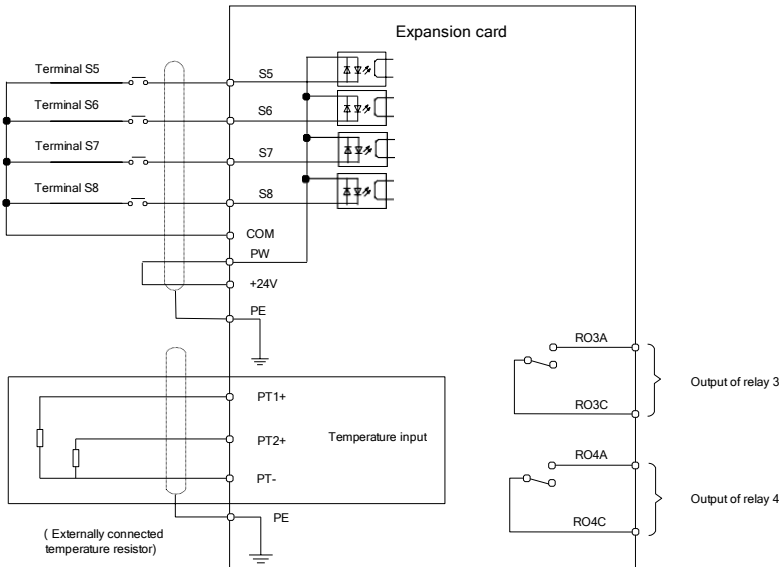 Expansion card
Terminal S5
S5
Terminal S6
S6
Terminal S7
S7
Terminal S8
S8
COM
PW
+24V
PE
RO3A
Output of relay 3
RO3C
PT1+
PT2+
Temperature input
PT-
RO4A
Output of relay 4
RO4C
PE
( Externally connected
temperature resistor)